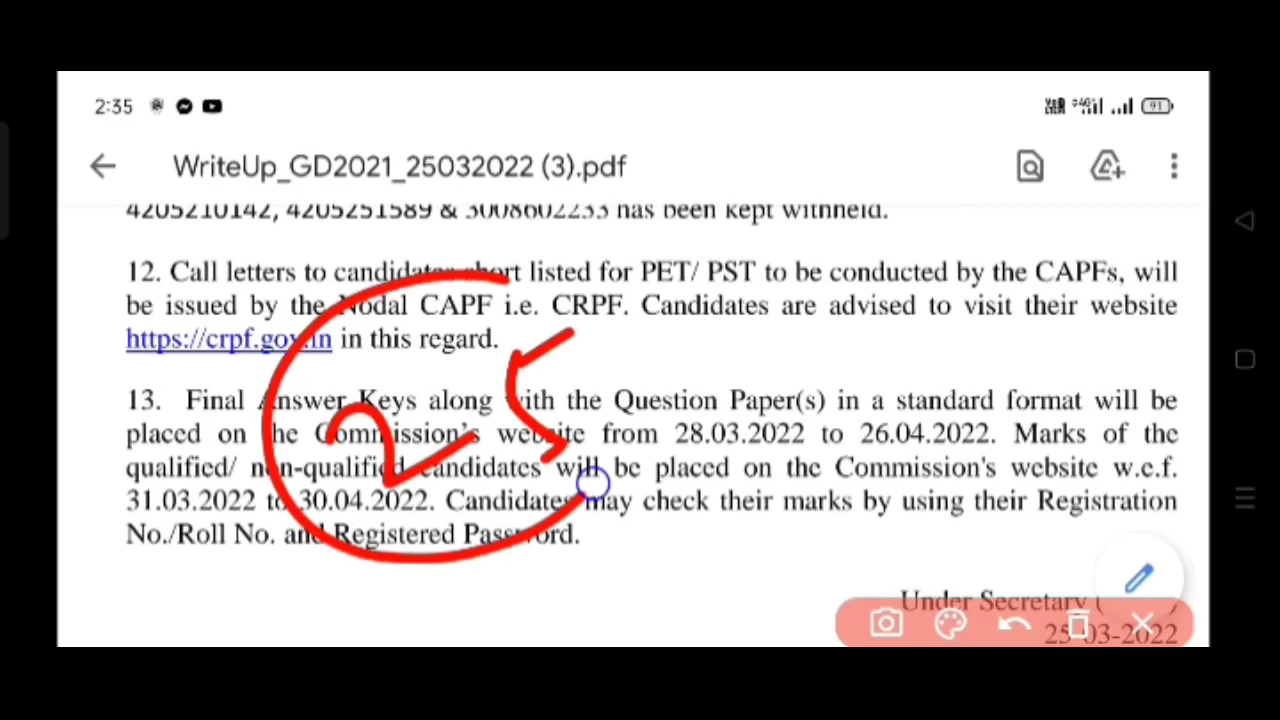 2:35
91
WriteUp_GD2021_25032022 (3).pdf
4205210142, 4205251589 & 3008602233 has been kept withheld.
12. Call letters to candidates short listed for PET/ PST to be conducted by the CAPFs, will
be issued by the Nodal CAPF i.e. CRPF. Candidates are advised to visit their website
https://crpf.gov.in in this regard.
13. Final Answer Keys along with the Question Paper(s) in a standard format will be
placed on the Commission's website from 28.03.2022 to 26.04.2022. Marks of the
qualified/ non-qualified candidates will be placed on the Commission's website w.e.f.
31.03.2022 to 30.04.2022. Candidates may check their marks by using their Registration
No./Roll No. and Registered Password.
25
Under Secretary (
25-03-2022